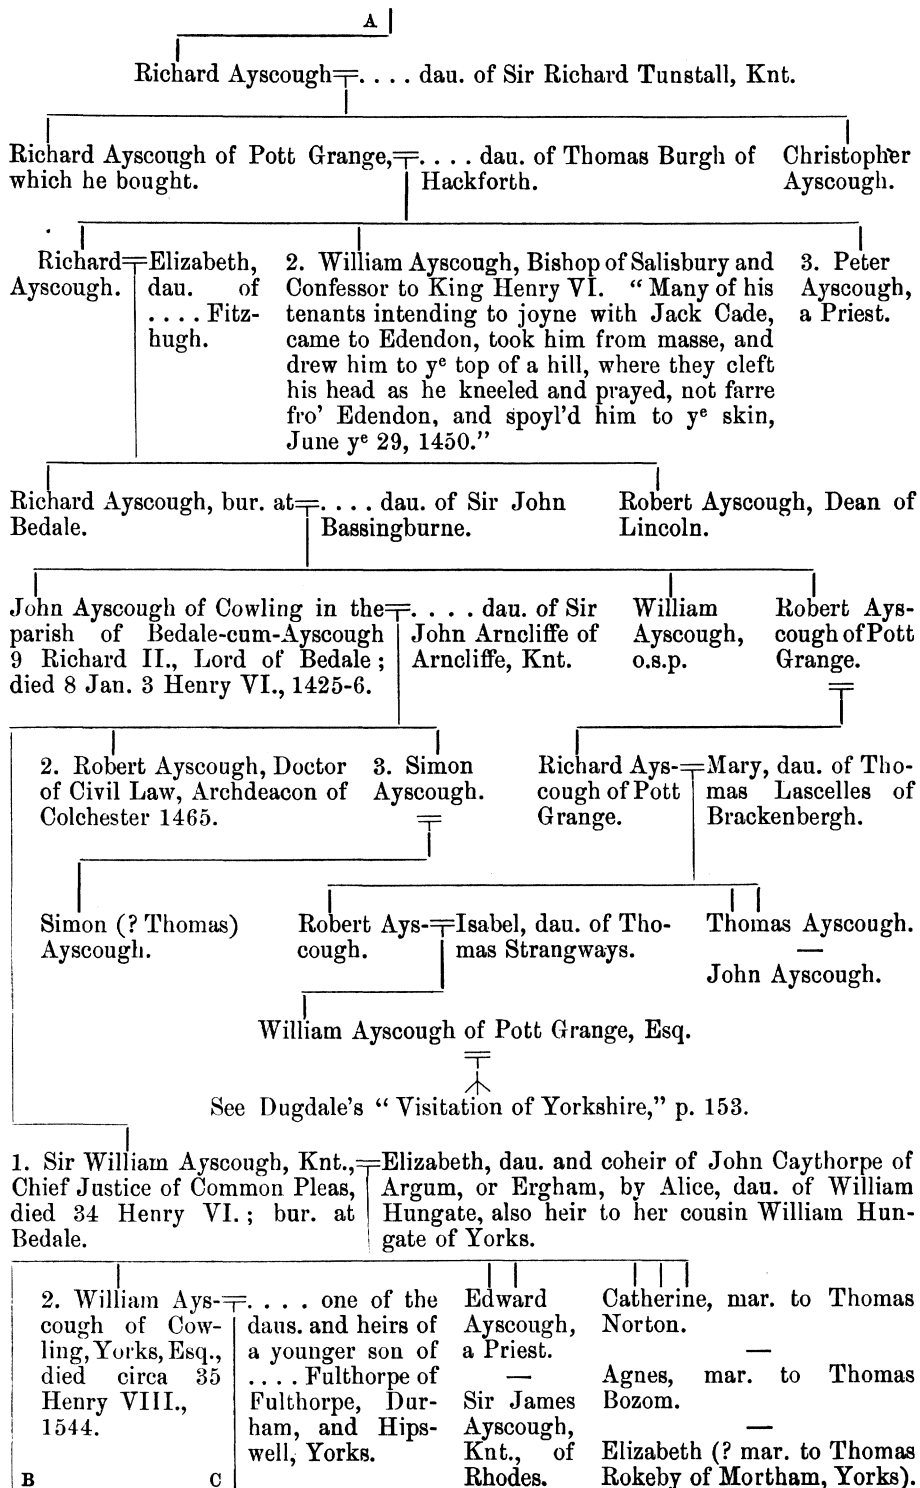 A
Richard Ayscough=. . . . dau. of Sir Richard Tunstall, Knt.
Richard Ayscough of Pott Grange,=. . . . dau. of Thomas Burgh of
which he bought.
Hackforth.
Christopher
Ayscough.
Richard=
Ayscough.
Elizabeth,
dau. of
. . . . Fitz-
hugh.
2. William Ayscough, Bishop of Salisbury and
Confessor to King Henry VI. “ Many of his
tenants intending to joyne with Jack Cade,
came to Edendon, took him from masse, and
drew him to yᵉ top of a hill, where they cleft
his head as he kneeled and prayed, not farre
fro’ Edendon, and spoyl’d him to yᵉ skin,
June yᵉ 29, 1450.”
3. Peter
Ayscough,
a Priest.
Richard Ayscough, bur. at=
Bedale.
. . . . dau. of Sir John
Bassingburne.
Robert Ayscough, Dean of
Lincoln.
John Ayscough of Cowling in the=
parish of Bedale-cum-Ayscough
9 Richard II., Lord of Bedale ;
died 8 Jan. 3 Henry VI., 1425-6.
. . . . dau. of Sir
John Arncliffe of
Arncliffe, Knt.
William
Ayscough,
o.s.p.
Robert Ays-
cough of Pott
Grange.
2. Robert Ayscough, Doctor
of Civil Law, Archdeacon of
Colchester 1465.
3. Simon
Ayscough.
Richard Ays-=
cough of Pott
Grange.
Mary, dau. of Tho-
mas Lascelles of
Brackenbergh.
Simon (? Thomas)
Ayscough.
Robert Ays-=
cough.
Isabel, dau. of Tho-
mas Strangways.
Thomas Ayscough.
—
John Ayscough.
William Ayscough of Pott Grange, Esq.
See Dugdale’s “ Visitation of Yorkshire,” p. 153.
1. Sir William Ayscough, Knt.,=
Chief Justice of Common Pleas,
died 34 Henry VI. ; bur. at
Bedale.
Elizabeth, dau. and coheir of John Caythorpe of
Argum, or Ergham, by Alice, dau. of William
Hungate, also heir to her cousin William Hun-
gate of Yorks.
2. William Ays-=
cough of Cow-
ling, Yorks, Esq.,
died circa 35
Henry VIII.,
1544.
. . . . one of the
daus. and heirs of
a younger son of
. . . . Fulthorpe of
Fulthorpe, Dur-
ham, and Hips-
well, Yorks.
Edward
Ayscough,
a Priest.
—
Sir James
Ayscough,
Knt., of
Rhodes.
Catherine, mar. to Thomas
Norton.
—
Agnes, mar. to Thomas
Bozom.
—
Elizabeth (? mar. to Thomas
Rokeby of Mortham, Yorks).
B
C